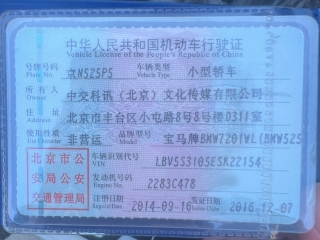 中华人民共和国机动车行驶证
Vehicle License of the People's Republic of China
号牌号码 京N525P5 车辆类型 小型轿车
Plate No. Vehicle Type
所有人 中交科讯（北京）文化传媒有限公司
Owner
住址 北京市丰台区小屯路8号8号楼0311室
Address
使用性质 非营运 宝马牌BMW7201WL(BMW525
Use Character
北京市公 车辆识别代号 LBV5S3105ESK22154
VIN
安局公安 发动机号码 2283C478
Engine No.
交通管理局 注册日期 2014-09-16 发证日期 2016-12-07
Register Date Issue Date